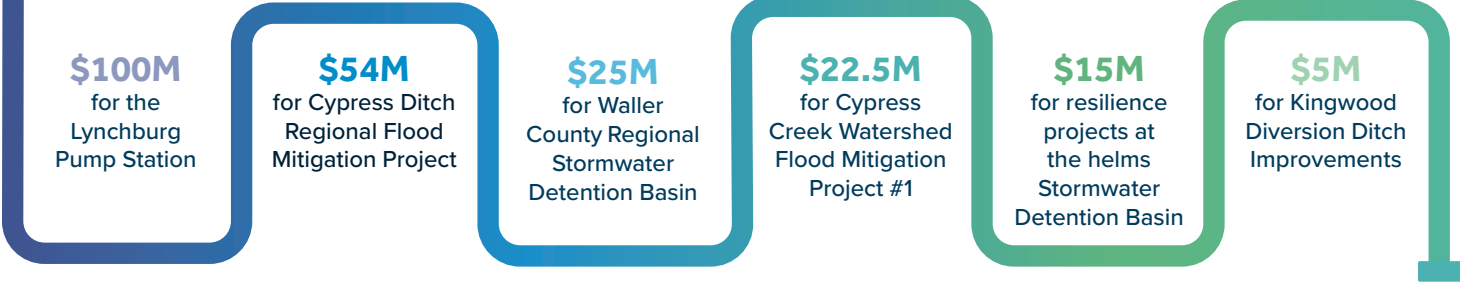 $100M
for the
Lynchburg
Pump Station
$54M
for Cypress Ditch
Regional Flood
Mitigation Project
$25M
for Waller
County Regional
Stormwater
Detention Basin
$22.5M
for Cypress
Creek Watershed
Flood Mitigation
Project #1
$15M
for resilience
projects at
the helms
Stormwater
Detention Basin
$5M
for Kingwood
Diversion Ditch
Improvements